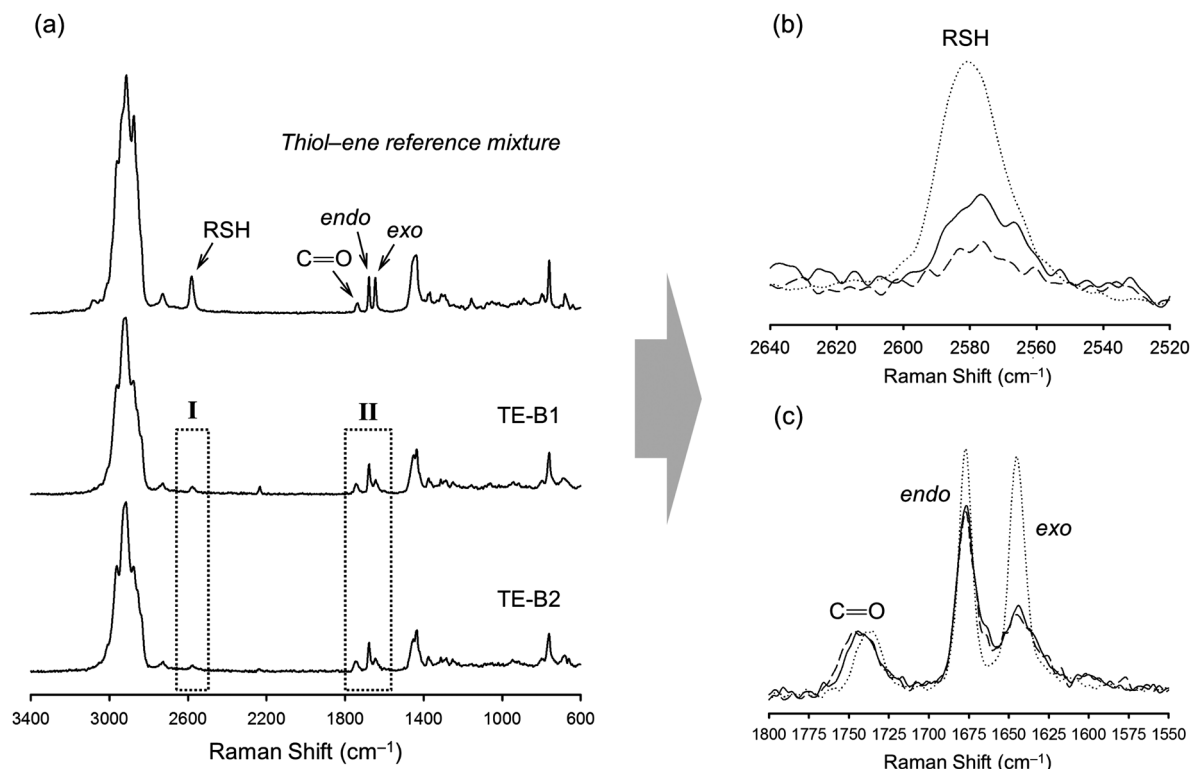 (a)
Thiol–ene reference mixture
RSH
endo
exo
C=O
I
II
TE-B1
TE-B2
3400 3000 2600 2200 1800 1400 1000 600
Raman Shift (cm⁻¹)
(b)
RSH
2640 2620 2600 2580 2560 2540 2520
Raman Shift (cm⁻¹)
(c)
endo
exo
C=O
1800 1775 1750 1725 1700 1675 1650 1625 1600 1575 1550
Raman Shift (cm⁻¹)